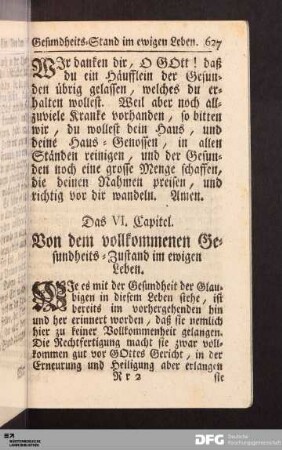 Gesundheits-Stand im ewigen Leben. 627
WIr danken dir, O GOtt! daß
du ein Häufflein der Gesun-
den übrig gelassen, welches du er-
halten wollest. Weil aber noch all-
zuviele Kranke vorhanden, so bitten
wir, du wollest dein Haus, und
deine Haus-Genossen, in allen
Ständen reinigen, und der Gesun-
den noch eine grosse Menge schaffen,
die deinen Nahmen preisen, und
richtig vor dir wandeln. Amen.
Das VI. Capitel.
Von dem vollkommenen Ge-
sundheits-Zustand im ewigen
Leben.
WIe es mit der Gesundheit der Glau-
bigen in diesem Leben stehe, ist
bereits im vorhergehenden hin
und her erinnert worden, daß sie nemlich
hier zu keiner Vollkommenheit gelangen.
Die Rechtfertigung macht sie zwar voll-
kommen gut vor GOttes Gericht, in der
Erneurung und Heiligung aber erlangen
Rr 2 sie
DFG Deutsche
Forschungsgemeinschaft